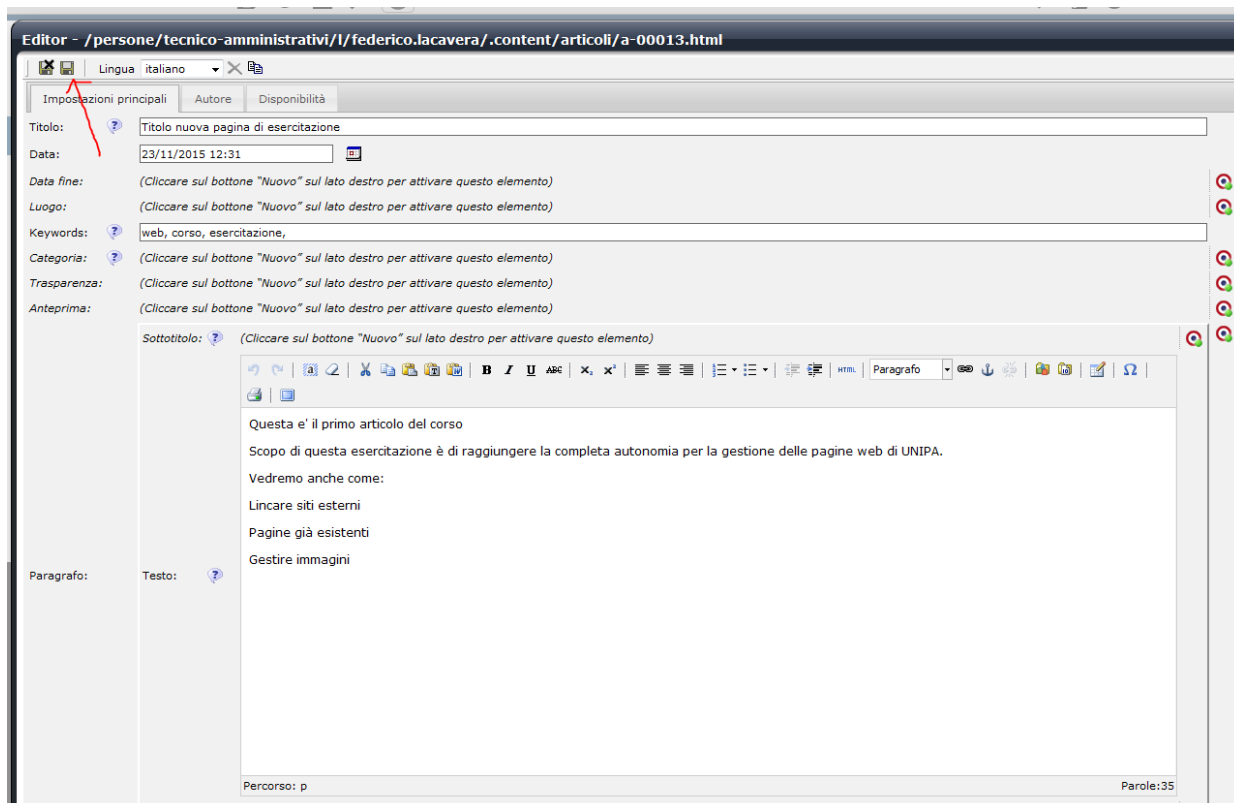 Editor - /persone/tecnico-amministrativi/l/federico.lacavera/.content/articoli/a-00013.html
Lingua italiano
Impostazioni principali Autore Disponibilità
Titolo: Titolo nuova pagina di esercitazione
Data: 23/11/2015 12:31
Data fine: (Cliccare sul bottone "Nuovo" sul lato destro per attivare questo elemento)
Luogo: (Cliccare sul bottone "Nuovo" sul lato destro per attivare questo elemento)
Keywords: web, corso, esercitazione,
Categoria: (Cliccare sul bottone "Nuovo" sul lato destro per attivare questo elemento)
Trasparenza: (Cliccare sul bottone "Nuovo" sul lato destro per attivare questo elemento)
Anteprima: (Cliccare sul bottone "Nuovo" sul lato destro per attivare questo elemento)
Sottotitolo: (Cliccare sul bottone "Nuovo" sul lato destro per attivare questo elemento)
B I U ABC x₂ x² HTML Paragrafo Ω
Questa e' il primo articolo del corso
Scopo di questa esercitazione è di raggiungere la completa autonomia per la gestione delle pagine web di UNIPA.
Vedremo anche come:
Lincare siti esterni
Pagine già esistenti
Gestire immagini
Paragrafo: Testo:
Percorso: p Parole:35